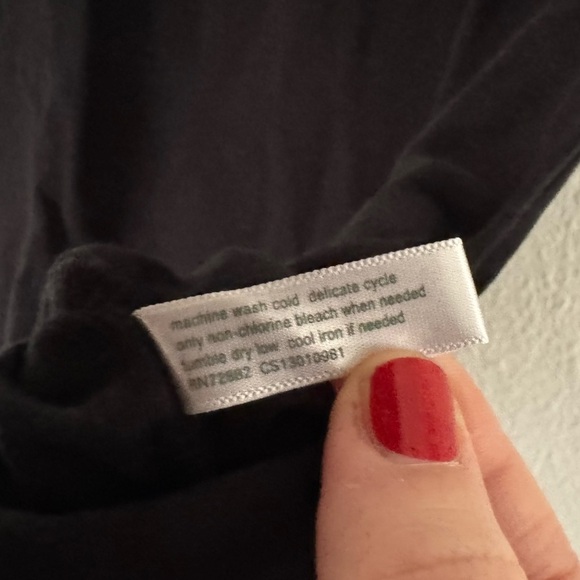 machine wash cold delicate cycle
only non-chlorine bleach when needed
tumble dry low cool iron if needed
CS13010981